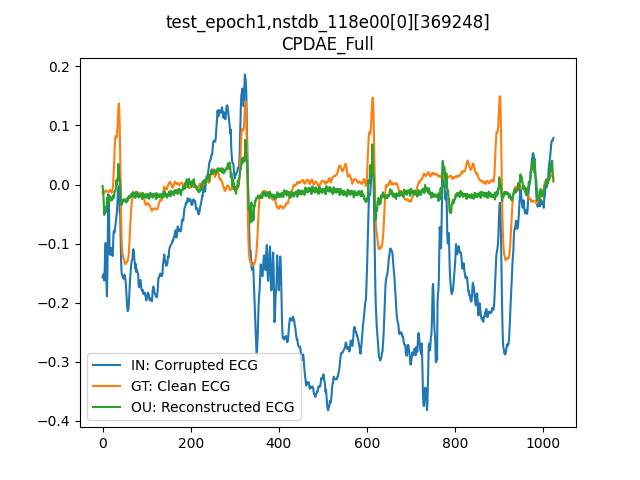 test_epoch1,nstdb_118e00[0][369248]
CPDAE_Full
0.2
0.1
0.0
−0.1
−0.2
−0.3
−0.4
IN: Corrupted ECG
GT: Clean ECG
OU: Reconstructed ECG
0 200 400 600 800 1000